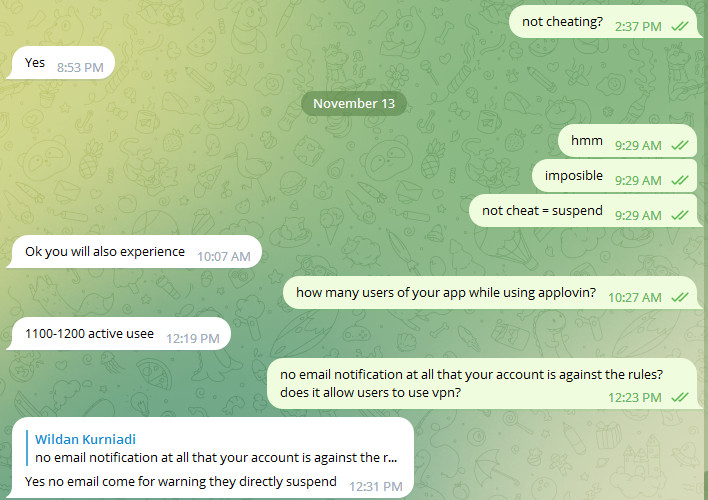 not cheating? 2:37 PM
Yes 8:53 PM
November 13
hmm 9:29 AM
imposible 9:29 AM
not cheat = suspend 9:29 AM
Ok you will also experience 10:07 AM
how many users of your app while using applovin? 10:27 AM
1100-1200 active usee 12:19 PM
no email notification at all that your account is against the rules?
does it allow users to use vpn?
12:23 PM
Wildan Kurniadi
no email notification at all that your account is against the r...
Yes no email come for warning they directly suspend 12:31 PM